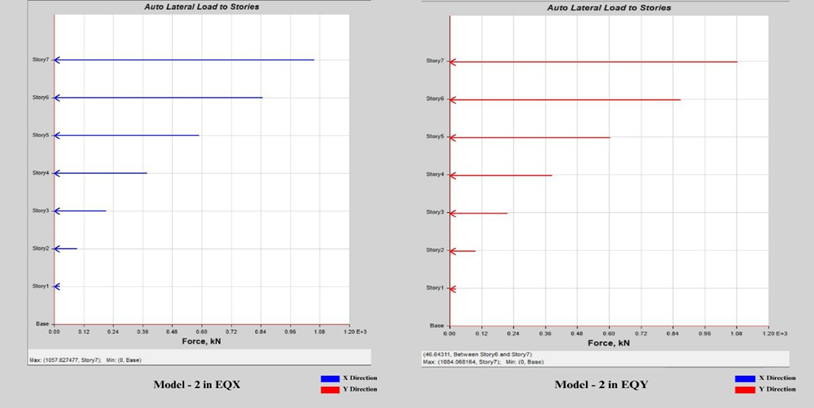 Auto Lateral Load to Stories
Story7
Story6
Story5
Story4
Story3
Story2
Story1
Base
0.00 0.12 0.24 0.36 0.48 0.60 0.72 0.84 0.96 1.08 1.20 E+3
Force, kN
Max: (1057.627477, Story7); Min: (0, Base)
Model - 2 in EQX
X Direction
Y Direction
Auto Lateral Load to Stories
Story7
Story6
Story5
Story4
Story3
Story2
Story1
Base
0.00 0.12 0.24 0.36 0.48 0.60 0.72 0.84 0.96 1.08 1.20 E+3
Force, kN
(46.64311, Between Story6 and Story7)
Max: (1084.068164, Story7); Min: (0, Base)
Model - 2 in EQY
X Direction
Y Direction